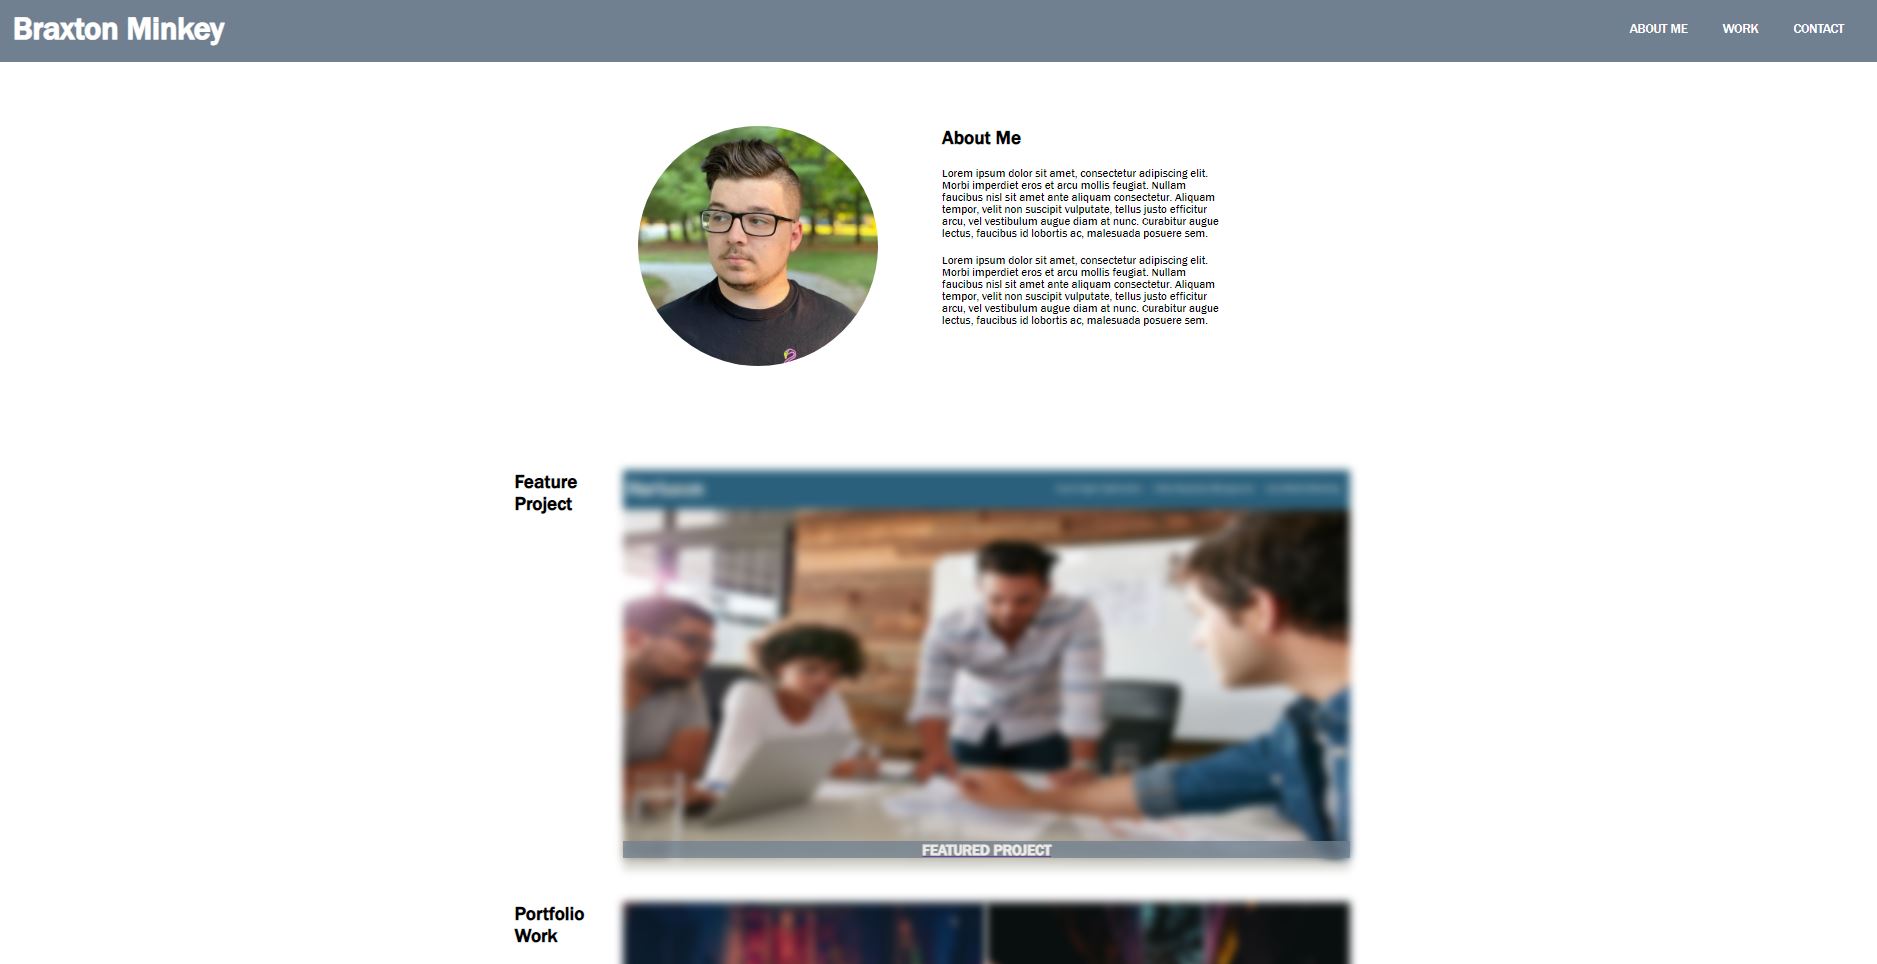 Braxton Minkey
ABOUT ME WORK CONTACT
About Me
Lorem ipsum dolor sit amet, consectetur adipiscing elit.
Morbi imperdiet eros et arcu mollis feugiat. Nullam
faucibus nisl sit amet ante aliquam consectetur. Aliquam
tempor, velit non suscipit vulputate, tellus justo efficitur
arcu, vel vestibulum augue diam at nunc. Curabitur augue
lectus, faucibus id lobortis ac, malesuada posuere sem.
Lorem ipsum dolor sit amet, consectetur adipiscing elit.
Morbi imperdiet eros et arcu mollis feugiat. Nullam
faucibus nisl sit amet ante aliquam consectetur. Aliquam
tempor, velit non suscipit vulputate, tellus justo efficitur
arcu, vel vestibulum augue diam at nunc. Curabitur augue
lectus, faucibus id lobortis ac, malesuada posuere sem.
Feature
Project
FEATURED PROJECT
Portfolio
Work